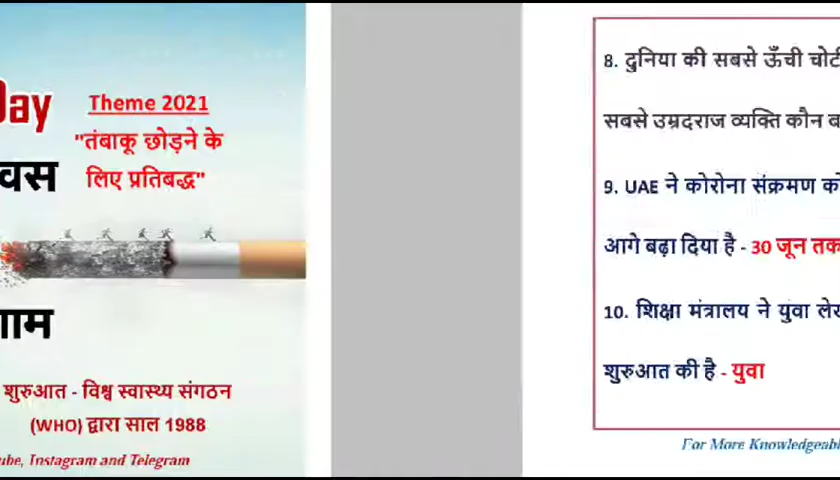 Day
Theme 2021
"तंबाकू छोड़ने के
लिए प्रतिबद्ध"
वस
शुरुआत - विश्व स्वास्थ्य संगठन
(WHO) द्वारा साल 1988
ube, Instagram and Telegram
8. दुनिया की सबसे ऊँची चोटी
सबसे उम्रदराज व्यक्ति कौन ब
9. UAE ने कोरोना संक्रमण को
आगे बढ़ा दिया है - 30 जून तक
10. शिक्षा मंत्रालय ने युवा ले
शुरुआत की है - युवा
For More Knowledgeabl